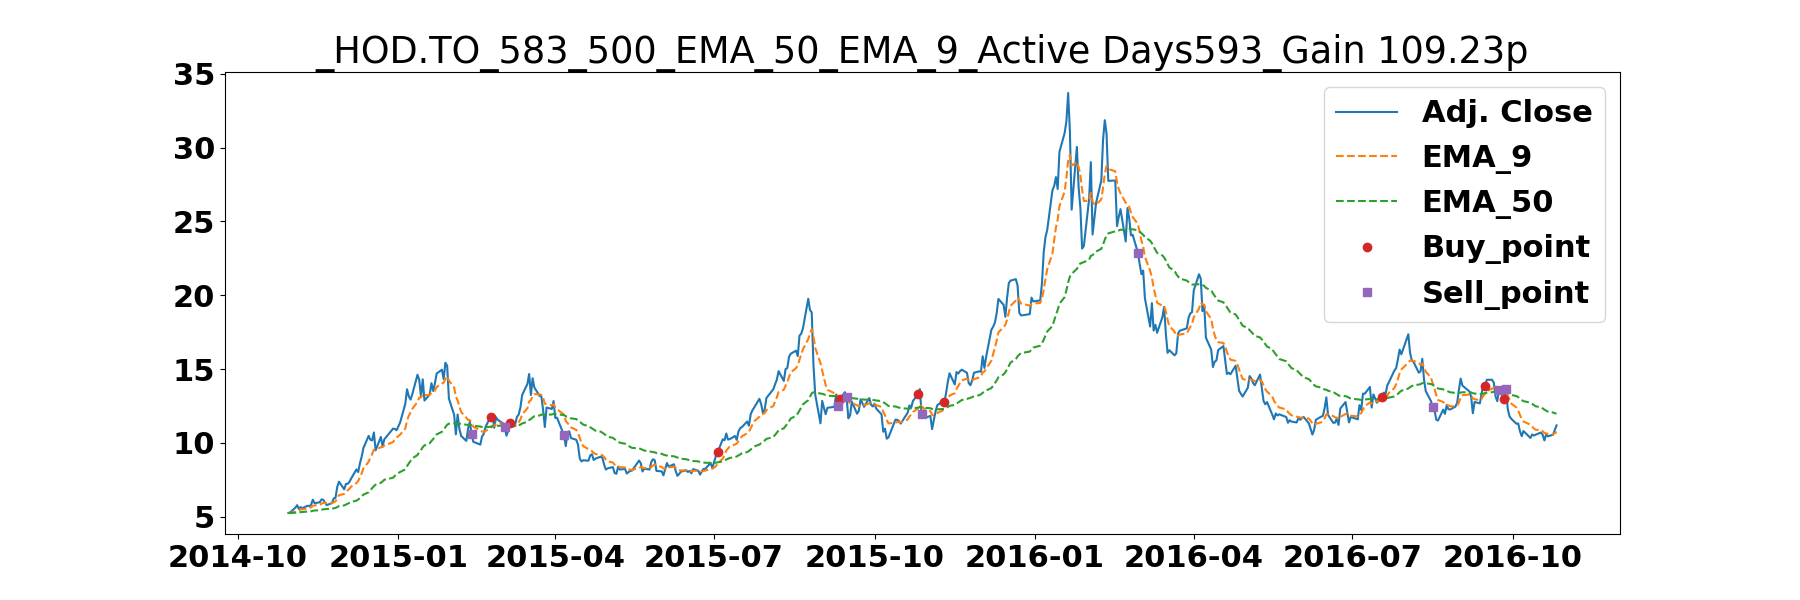 _HOD.TO_583_500_EMA_50_EMA_9_Active Days593_Gain 109.23p
35
30
25
20
15
10
5
Adj. Close
EMA_9
EMA_50
Buy_point
Sell_point
2014-10 2015-01 2015-04 2015-07 2015-10 2016-01 2016-04 2016-07 2016-10